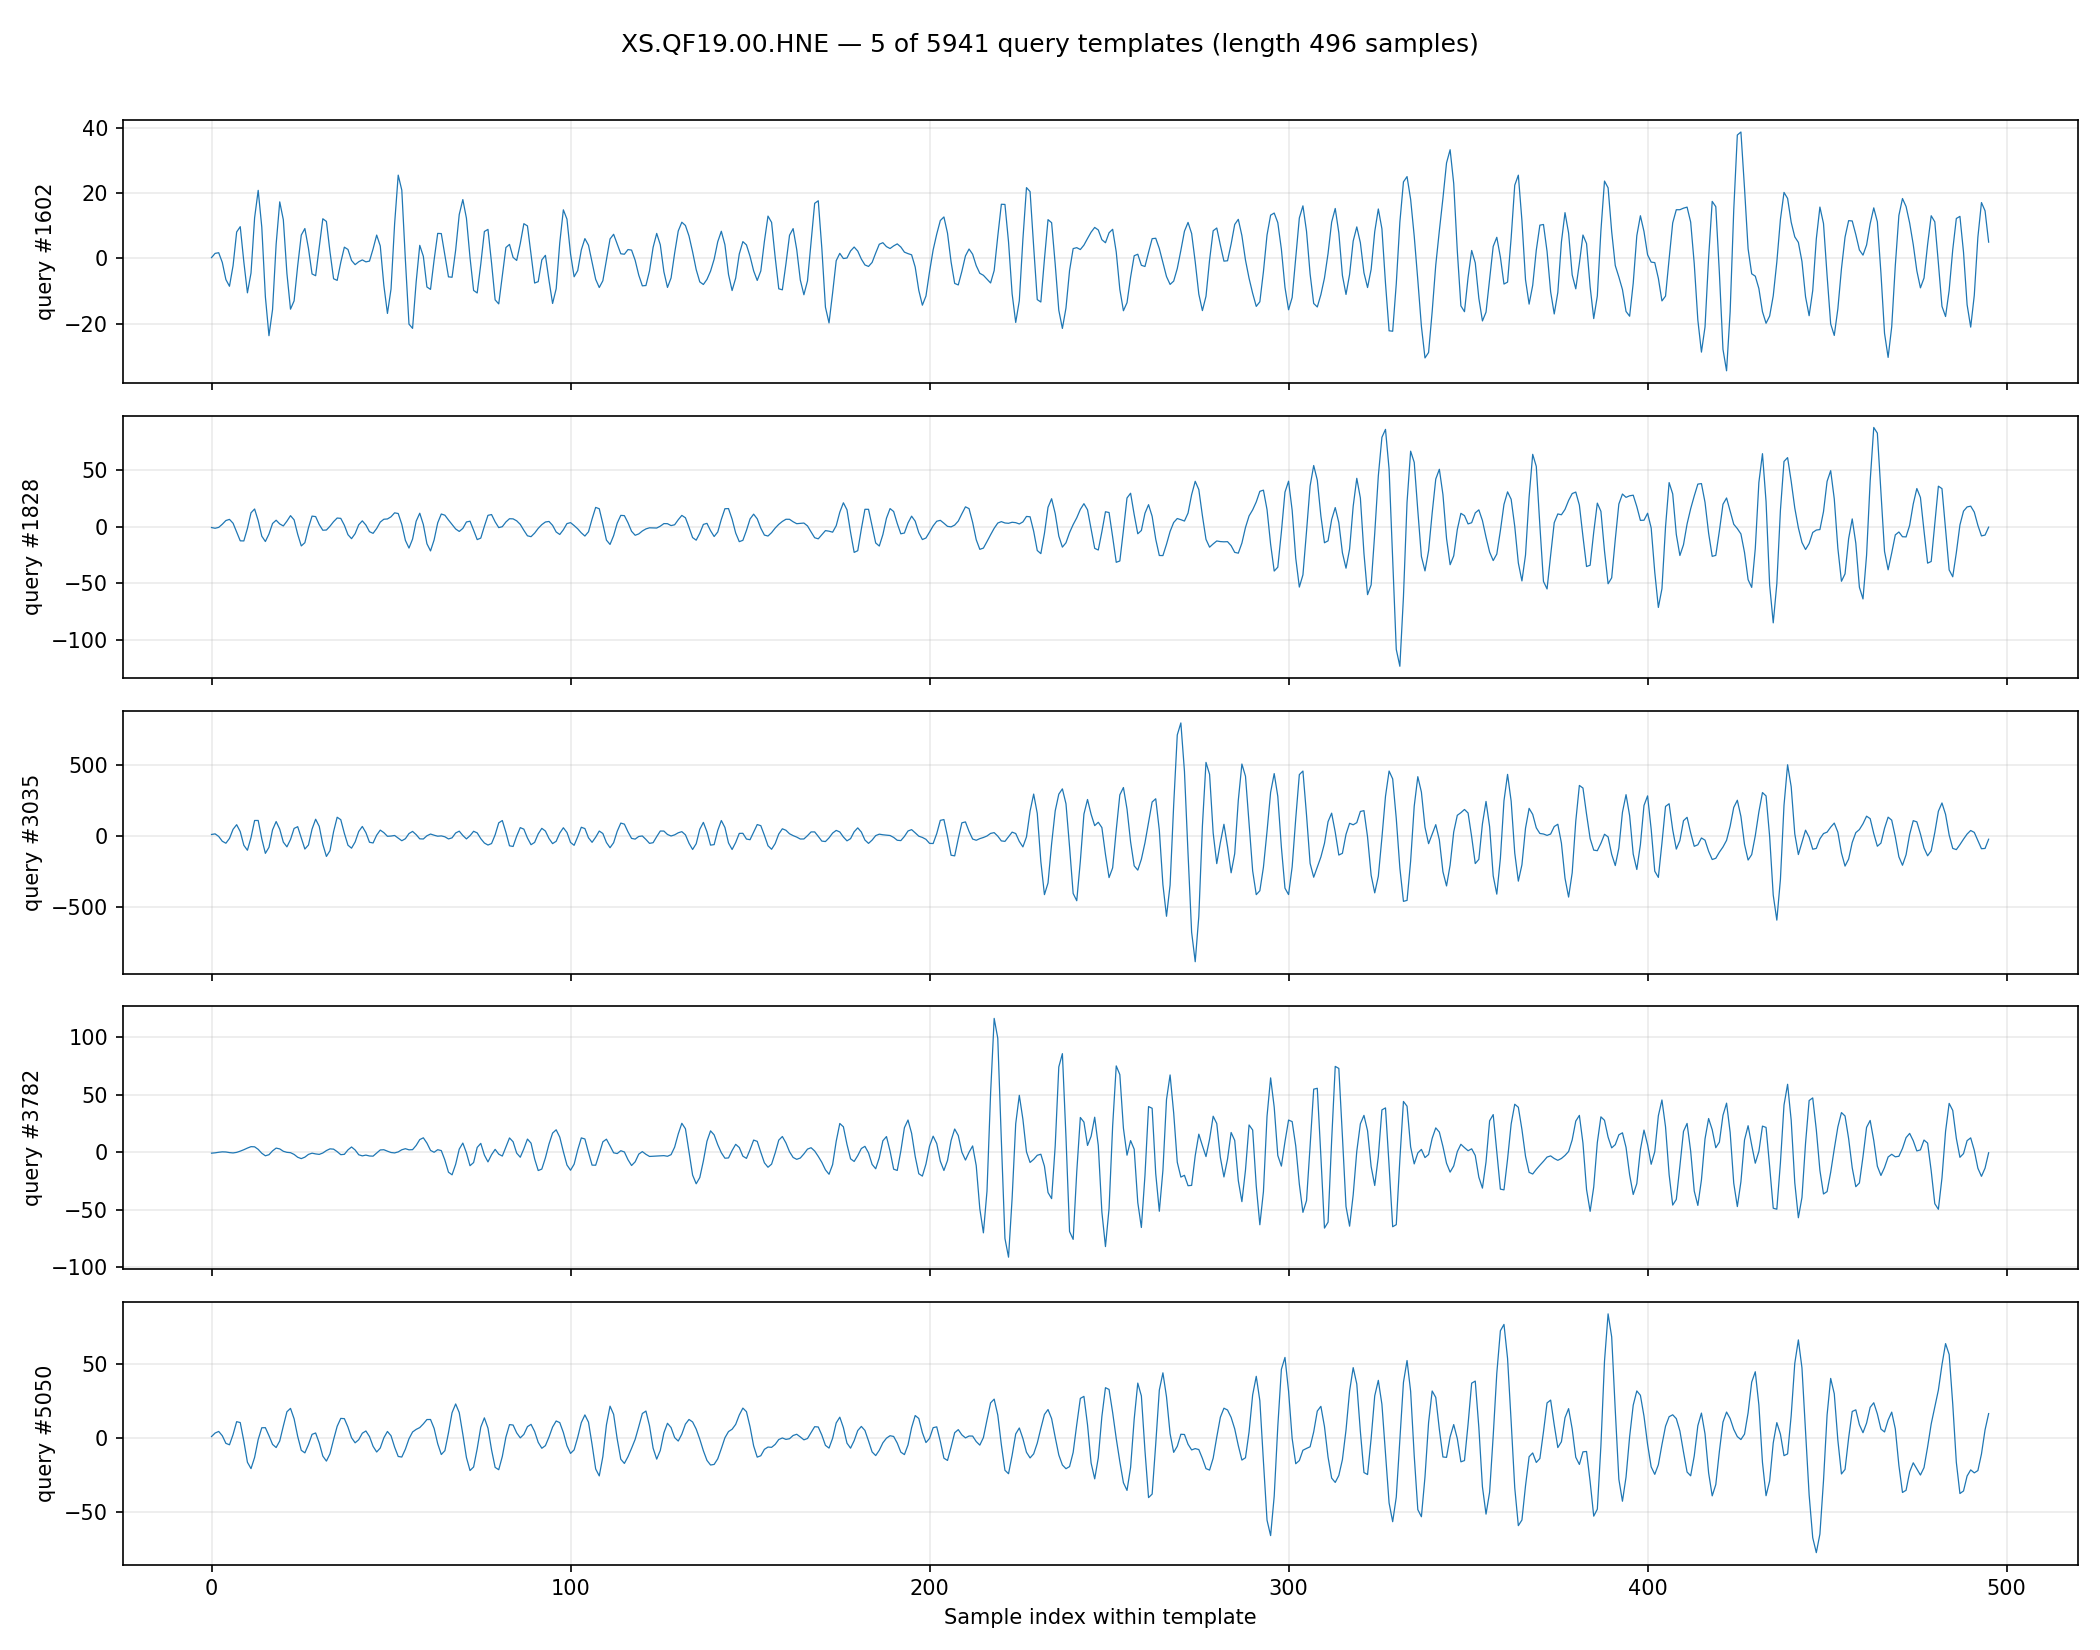 XS.QF19.00.HNE — 5 of 5941 query templates (length 496 samples)
40
20
0
−20
query #1602
50
0
−50
−100
query #1828
500
0
−500
query #3035
100
50
0
−50
−100
query #3782
50
0
−50
query #5050
0 100 200 300 400 500
Sample index within template